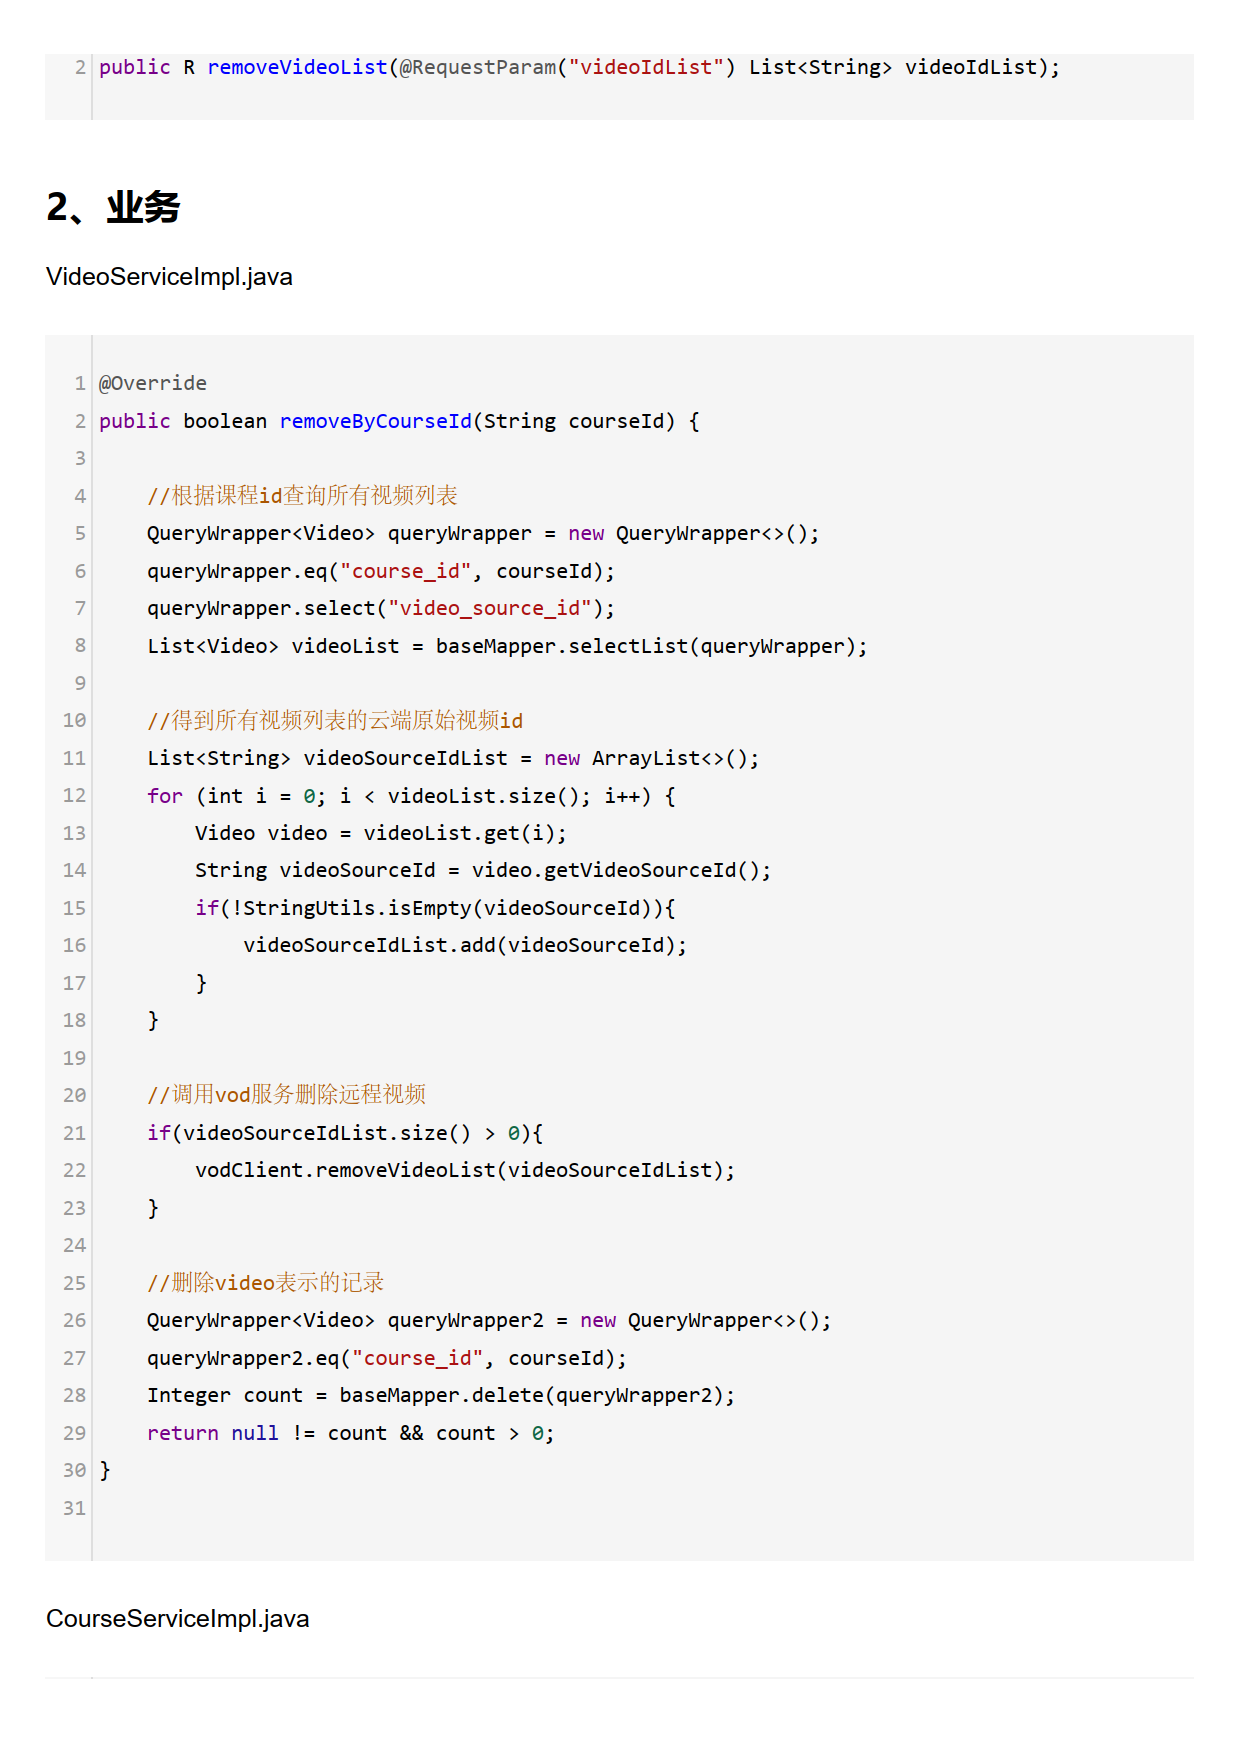 2 public R removeVideoList(@RequestParam("videoIdList") List<String> videoIdList);
2、业务
VideoServiceImpl.java
1 @Override
2 public boolean removeByCourseId(String courseId) {
3
4     //根据课程id查询所有视频列表
5     QueryWrapper<Video> queryWrapper = new QueryWrapper<>();
6     queryWrapper.eq("course_id", courseId);
7     queryWrapper.select("video_source_id");
8     List<Video> videoList = baseMapper.selectList(queryWrapper);
9
10     //得到所有视频列表的云端原始视频id
11     List<String> videoSourceIdList = new ArrayList<>();
12     for (int i = 0; i < videoList.size(); i++) {
13         Video video = videoList.get(i);
14         String videoSourceId = video.getVideoSourceId();
15         if(!StringUtils.isEmpty(videoSourceId)){
16             videoSourceIdList.add(videoSourceId);
17         }
18     }
19
20     //调用vod服务删除远程视频
21     if(videoSourceIdList.size() > 0){
22         vodClient.removeVideoList(videoSourceIdList);
23     }
24
25     //删除video表示的记录
26     QueryWrapper<Video> queryWrapper2 = new QueryWrapper<>();
27     queryWrapper2.eq("course_id", courseId);
28     Integer count = baseMapper.delete(queryWrapper2);
29     return null != count && count > 0;
30 }
31
CourseServiceImpl.java